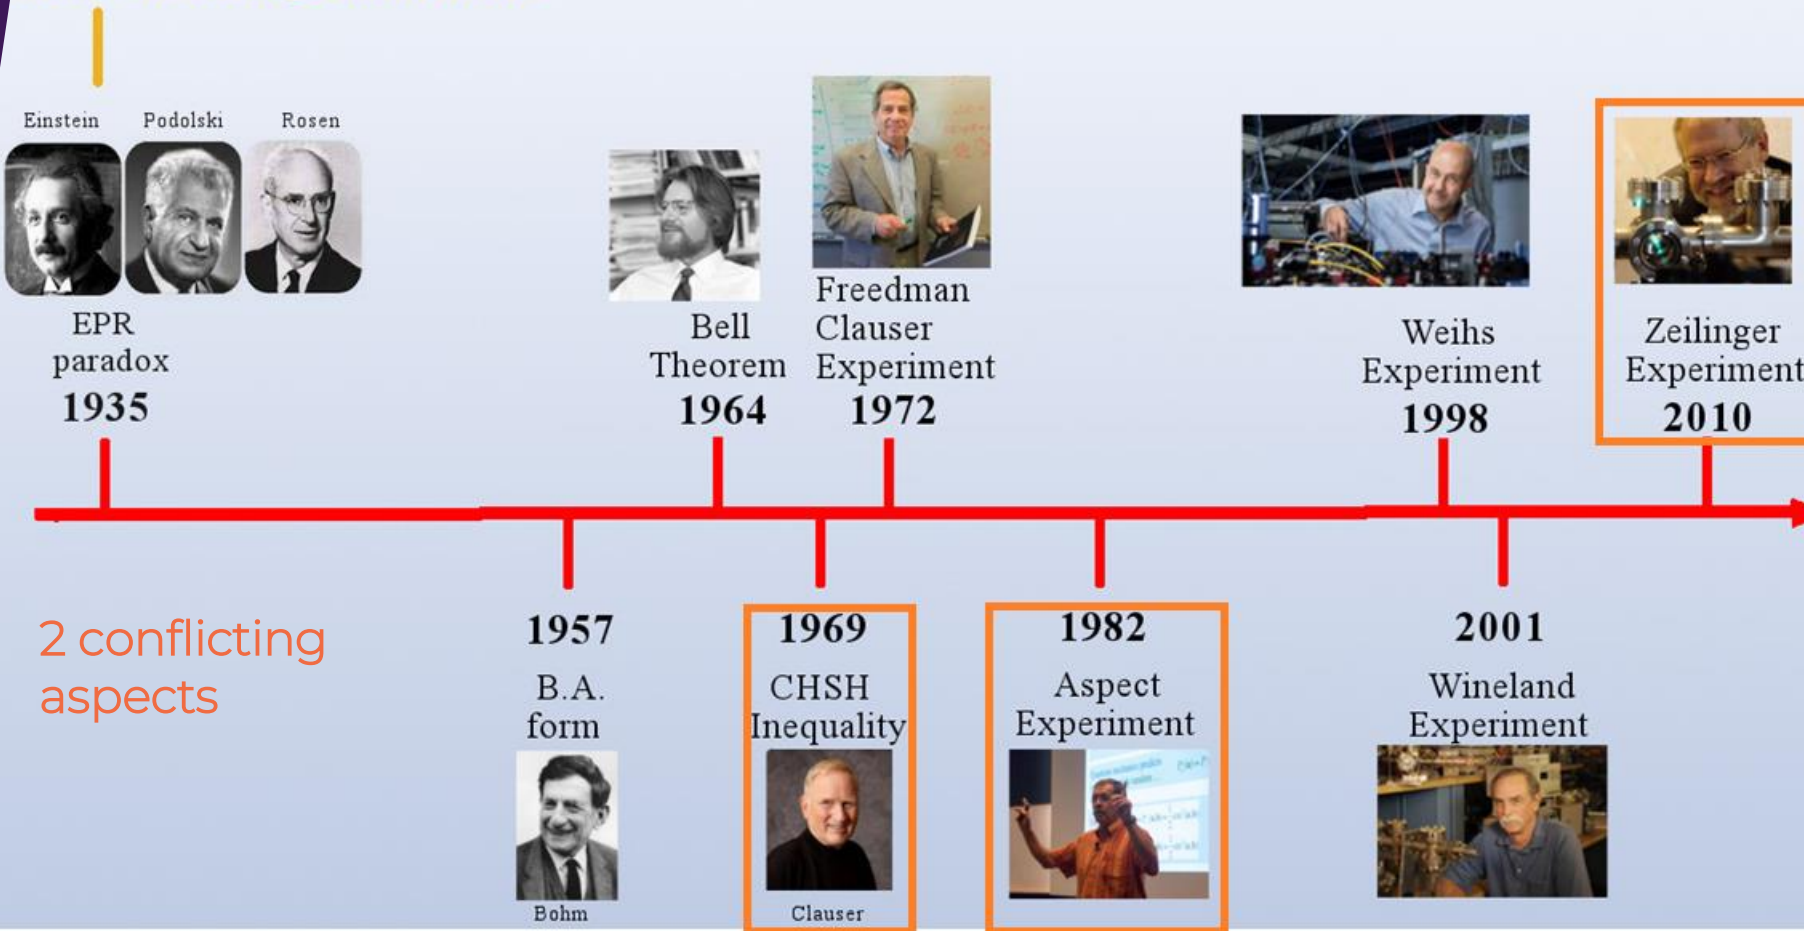 Einstein
Podolski
Rosen
EPR
paradox
1935
Bell
Theorem
1964
Freedman
Clauser
Experiment
1972
Weihs
Experiment
1998
Zeilinger
Experiment
2010
2 conflicting
aspects
1957
B.A.
form
Bohm
1969
CHSH
Inequality
Clauser
1982
Aspect
Experiment
2001
Wineland
Experiment